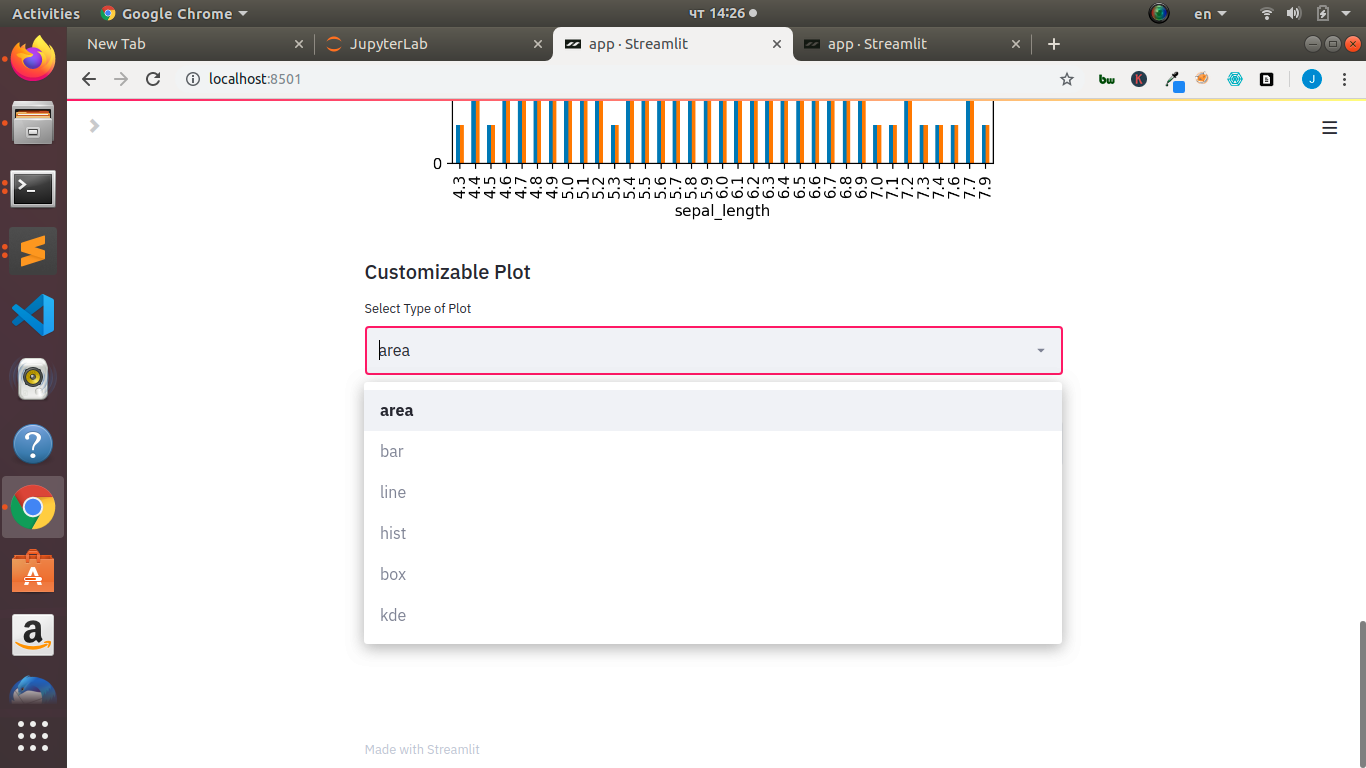 Activities Google Chrome чт 14:26 en
New Tab JupyterLab app · Streamlit app · Streamlit
localhost:8501 bw K J
0
4.3 4.4 4.5 4.6 4.7 4.8 4.9 5.0 5.1 5.2 5.3 5.4 5.5 5.6 5.7 5.8 5.9 6.0 6.1 6.2 6.3 6.4 6.5 6.6 6.7 6.8 6.9 7.0 7.1 7.2 7.3 7.4 7.6 7.7 7.9
sepal_length
Customizable Plot
Select Type of Plot
area
area
bar
line
hist
box
kde
Made with Streamlit